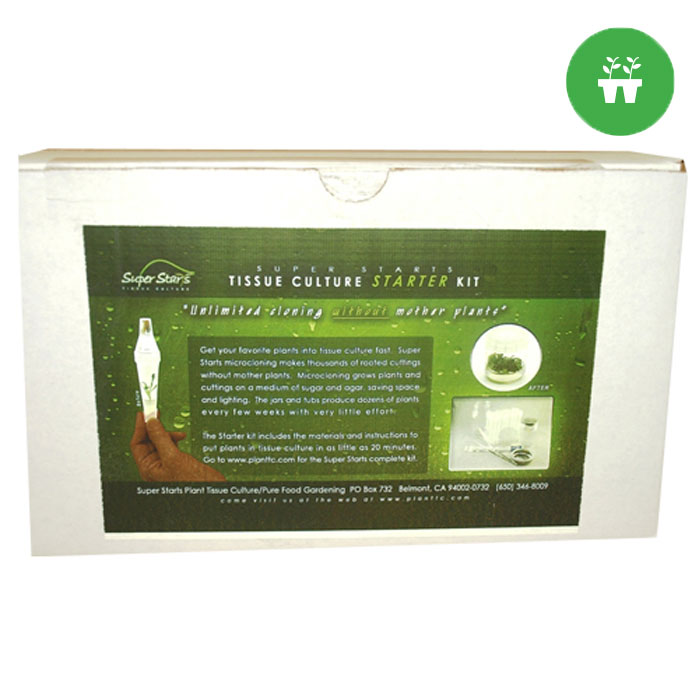 Super Starts
TISSUE CULTURE
SUPER STARTS
TISSUE CULTURE STARTER KIT
"Unlimited cloning without mother plants"
Get your favorite plants into tissue culture fast. Super
Starts microcloning makes thousands of rooted cuttings
without mother plants. Microcloning grows plants and
cuttings on a medium of sugar and agar, saving space
and lighting. The jars and tubs produce dozens of plants
every few weeks with very little effort.
The Starter kit includes the materials and instructions to
put plants in tissue culture in as little as 20 minutes.
Go to www.planttc.com for the Super Starts complete kit.
AFTER
Super Starts Plant Tissue Culture/Pure Food Gardening PO Box 732 Belmont, CA 94002-0732 (650) 346-8009
come visit us at the web at www.planttc.com